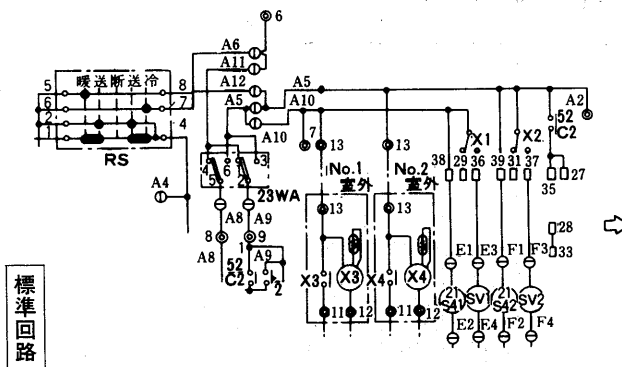 6
A6
A11
暖送断送冷
A12
A5
A2
5
8
6
7
A5
A10
2
1
4
RS
A10
7
13
13
52
C2
X1
X2
4
6
3
5
2
No.1
室外
No.2
室外
38
29
36
39
31
37
35
27
A4
23WA
13
13
A8
A9
28
33
8
9
1
A8
A9
52
C2
2
X3
X3
X4
X4
E1
E3
F1
F3
21
S41
SV1
21
S42
SV2
11
12
11
12
E2
E4
F2
F4
標準回路